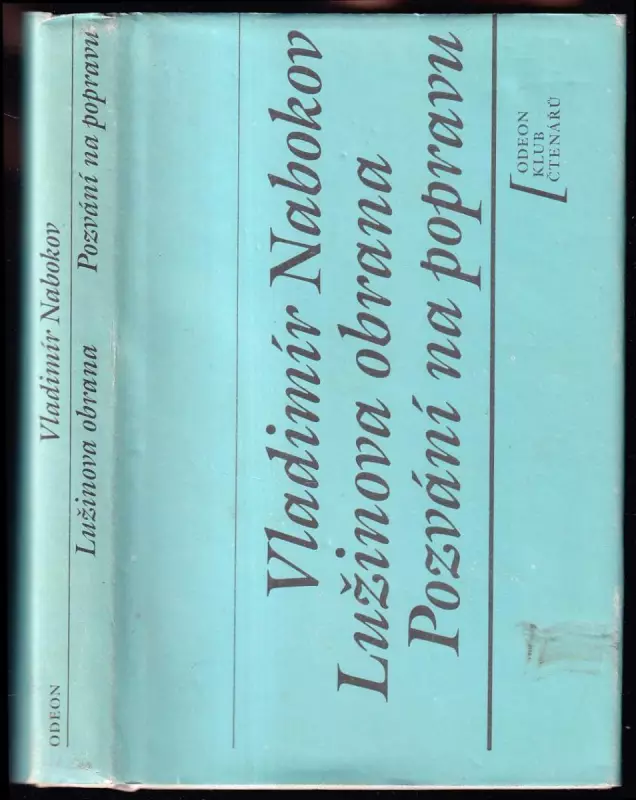 Vladimír Nabokov
Lužinova obrana
Pozvání na popravu
ODEON
KLUB
ČTENÁŘŮ
Vladimír Nabokov
Lužinova obrana Pozvání na popravu
ODEON